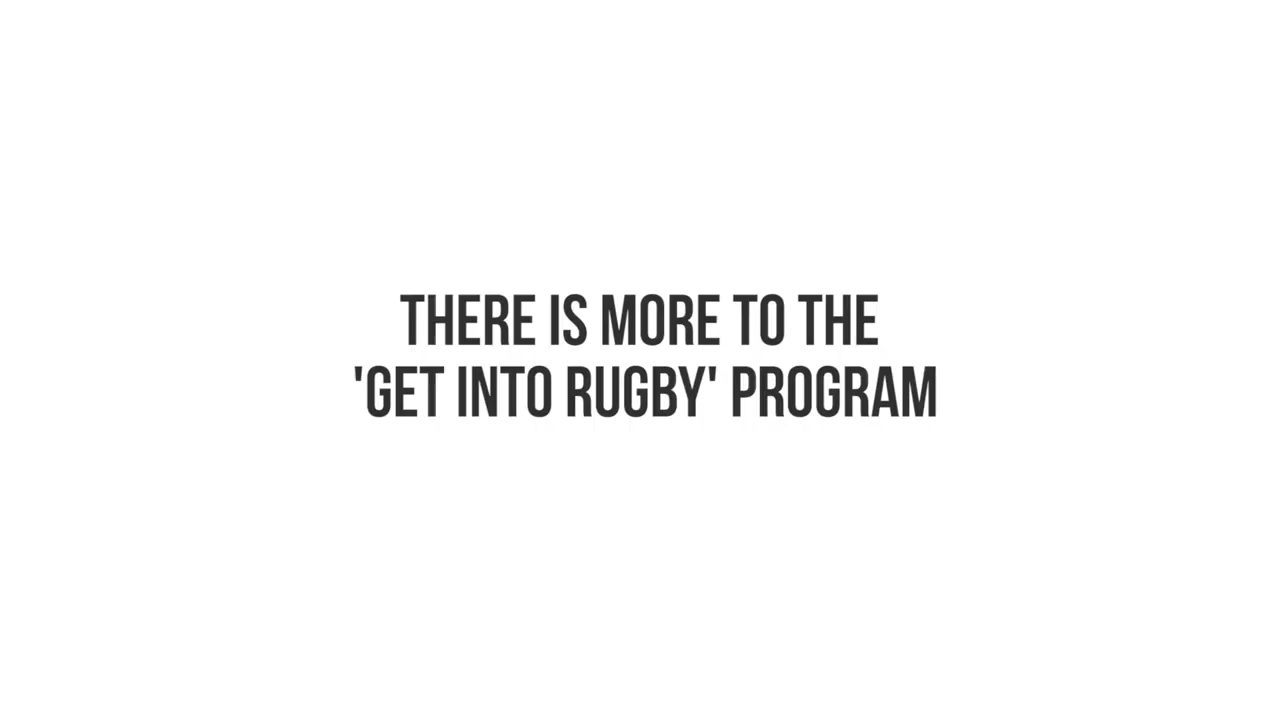 THERE IS MORE TO THE
'GET INTO RUGBY' PROGRAM